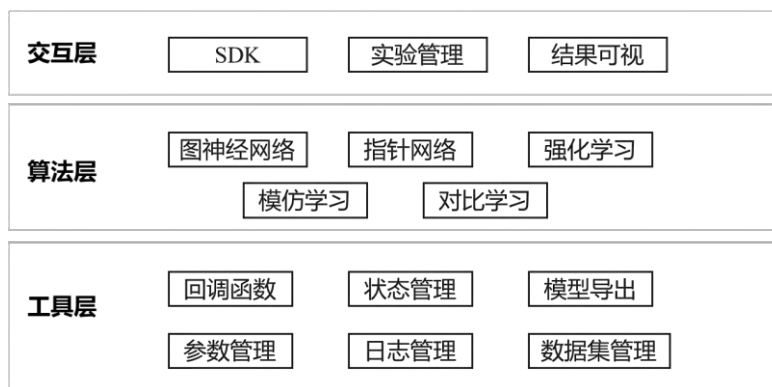 交互层
SDK 实验管理 结果可视
算法层
图神经网络 指针网络 强化学习
模仿学习 对比学习
工具层
回调函数 状态管理 模型导出
参数管理 日志管理 数据集管理